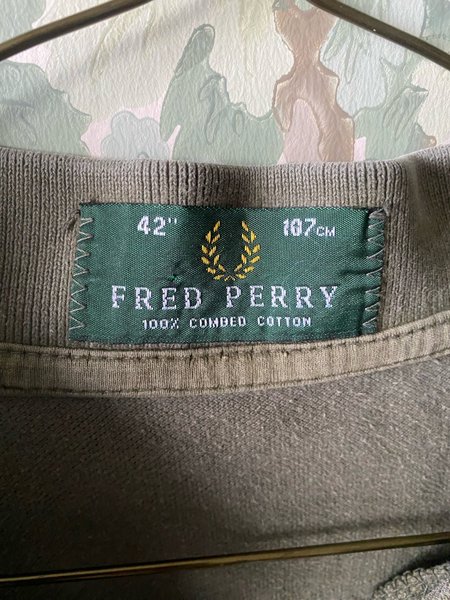 42" 107CM
FRED PERRY
100% COMBED COTTON